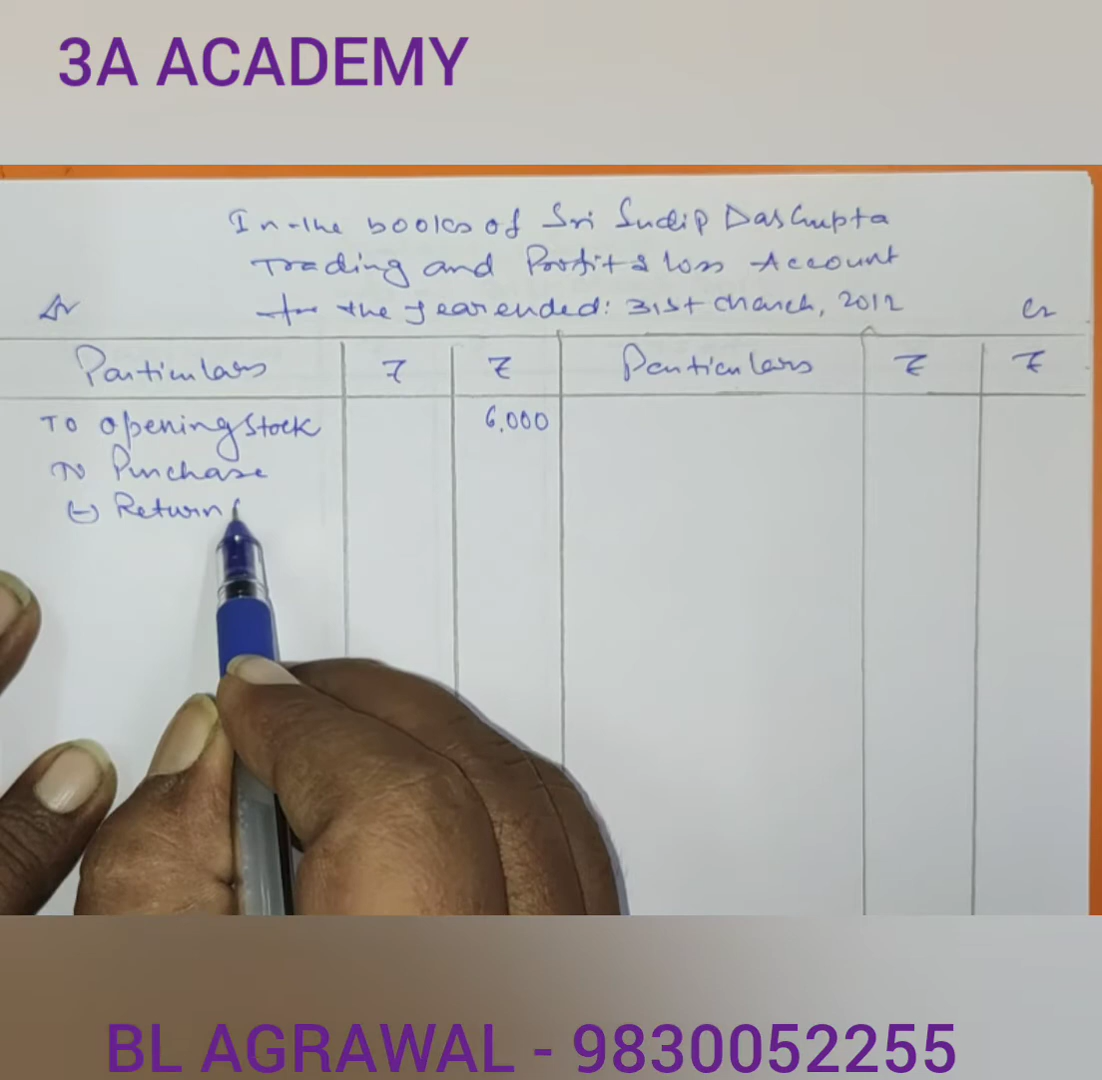 3A ACADEMY
In the books of Sri Sudip DasGupta
Trading and Profit & loss Account
Dr for the year ended: 31st March, 2012 Cr
Particulars ₹ ₹ Particulars ₹ ₹
To Opening Stock 6,000
To Purchase
(-) Return
BL AGRAWAL - 9830052255